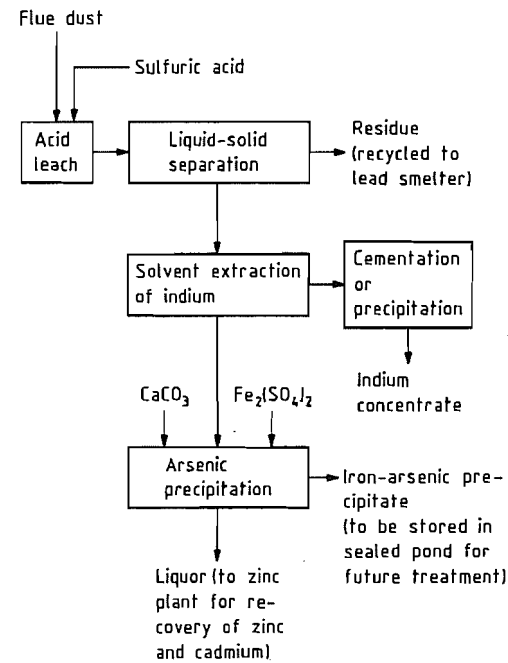 Flue dust
Sulfuric acid
Acid
leach
Liquid-solid
separation
Residue
(recycled to
lead smelter)
Solvent extraction
of indium
Cementation
or
precipitation
Indium
concentrate
CaCO₃
Fe₂(SO₄)₂
Arsenic
precipitation
Iron-arsenic pre-
cipitate
(to be stored in
sealed pond for
future treatment)
Liquor (to zinc
plant for re-
covery of zinc
and cadmium)